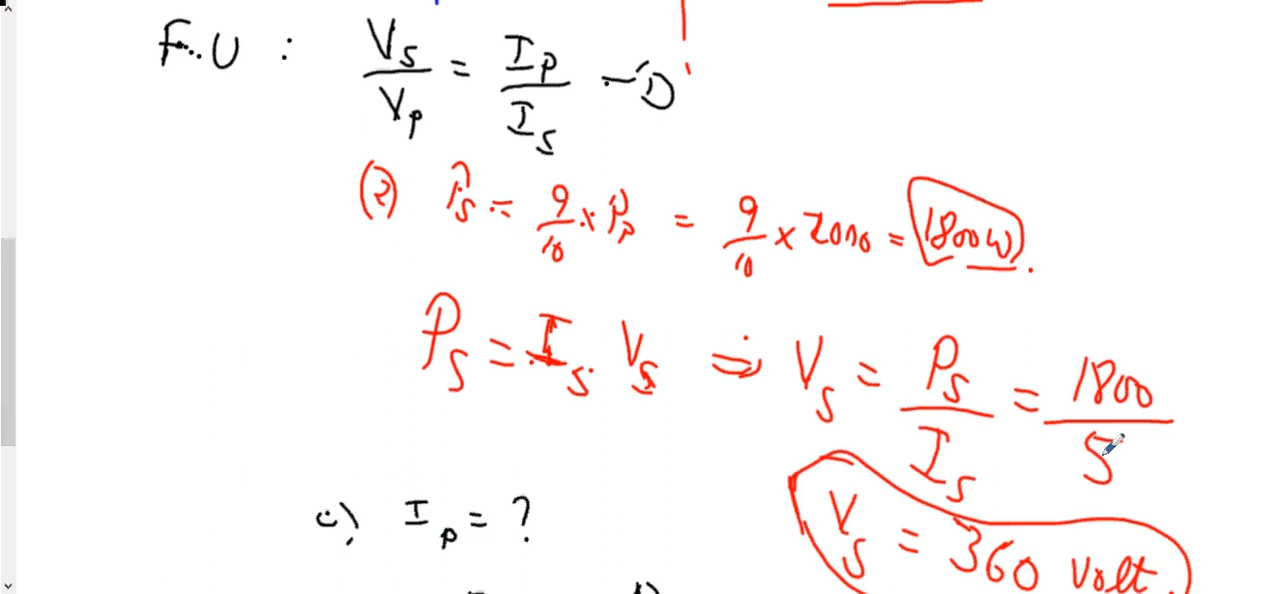 F..U : Vs/Vp = Ip/Is -①
(2) Ps = 9/10 × Pp = 9/10 × 2000 = 1800W.
Ps = Is Vs ⇒ Vs = Ps/Is = 1800/5
Vs = 360 volt.
Ip = ?